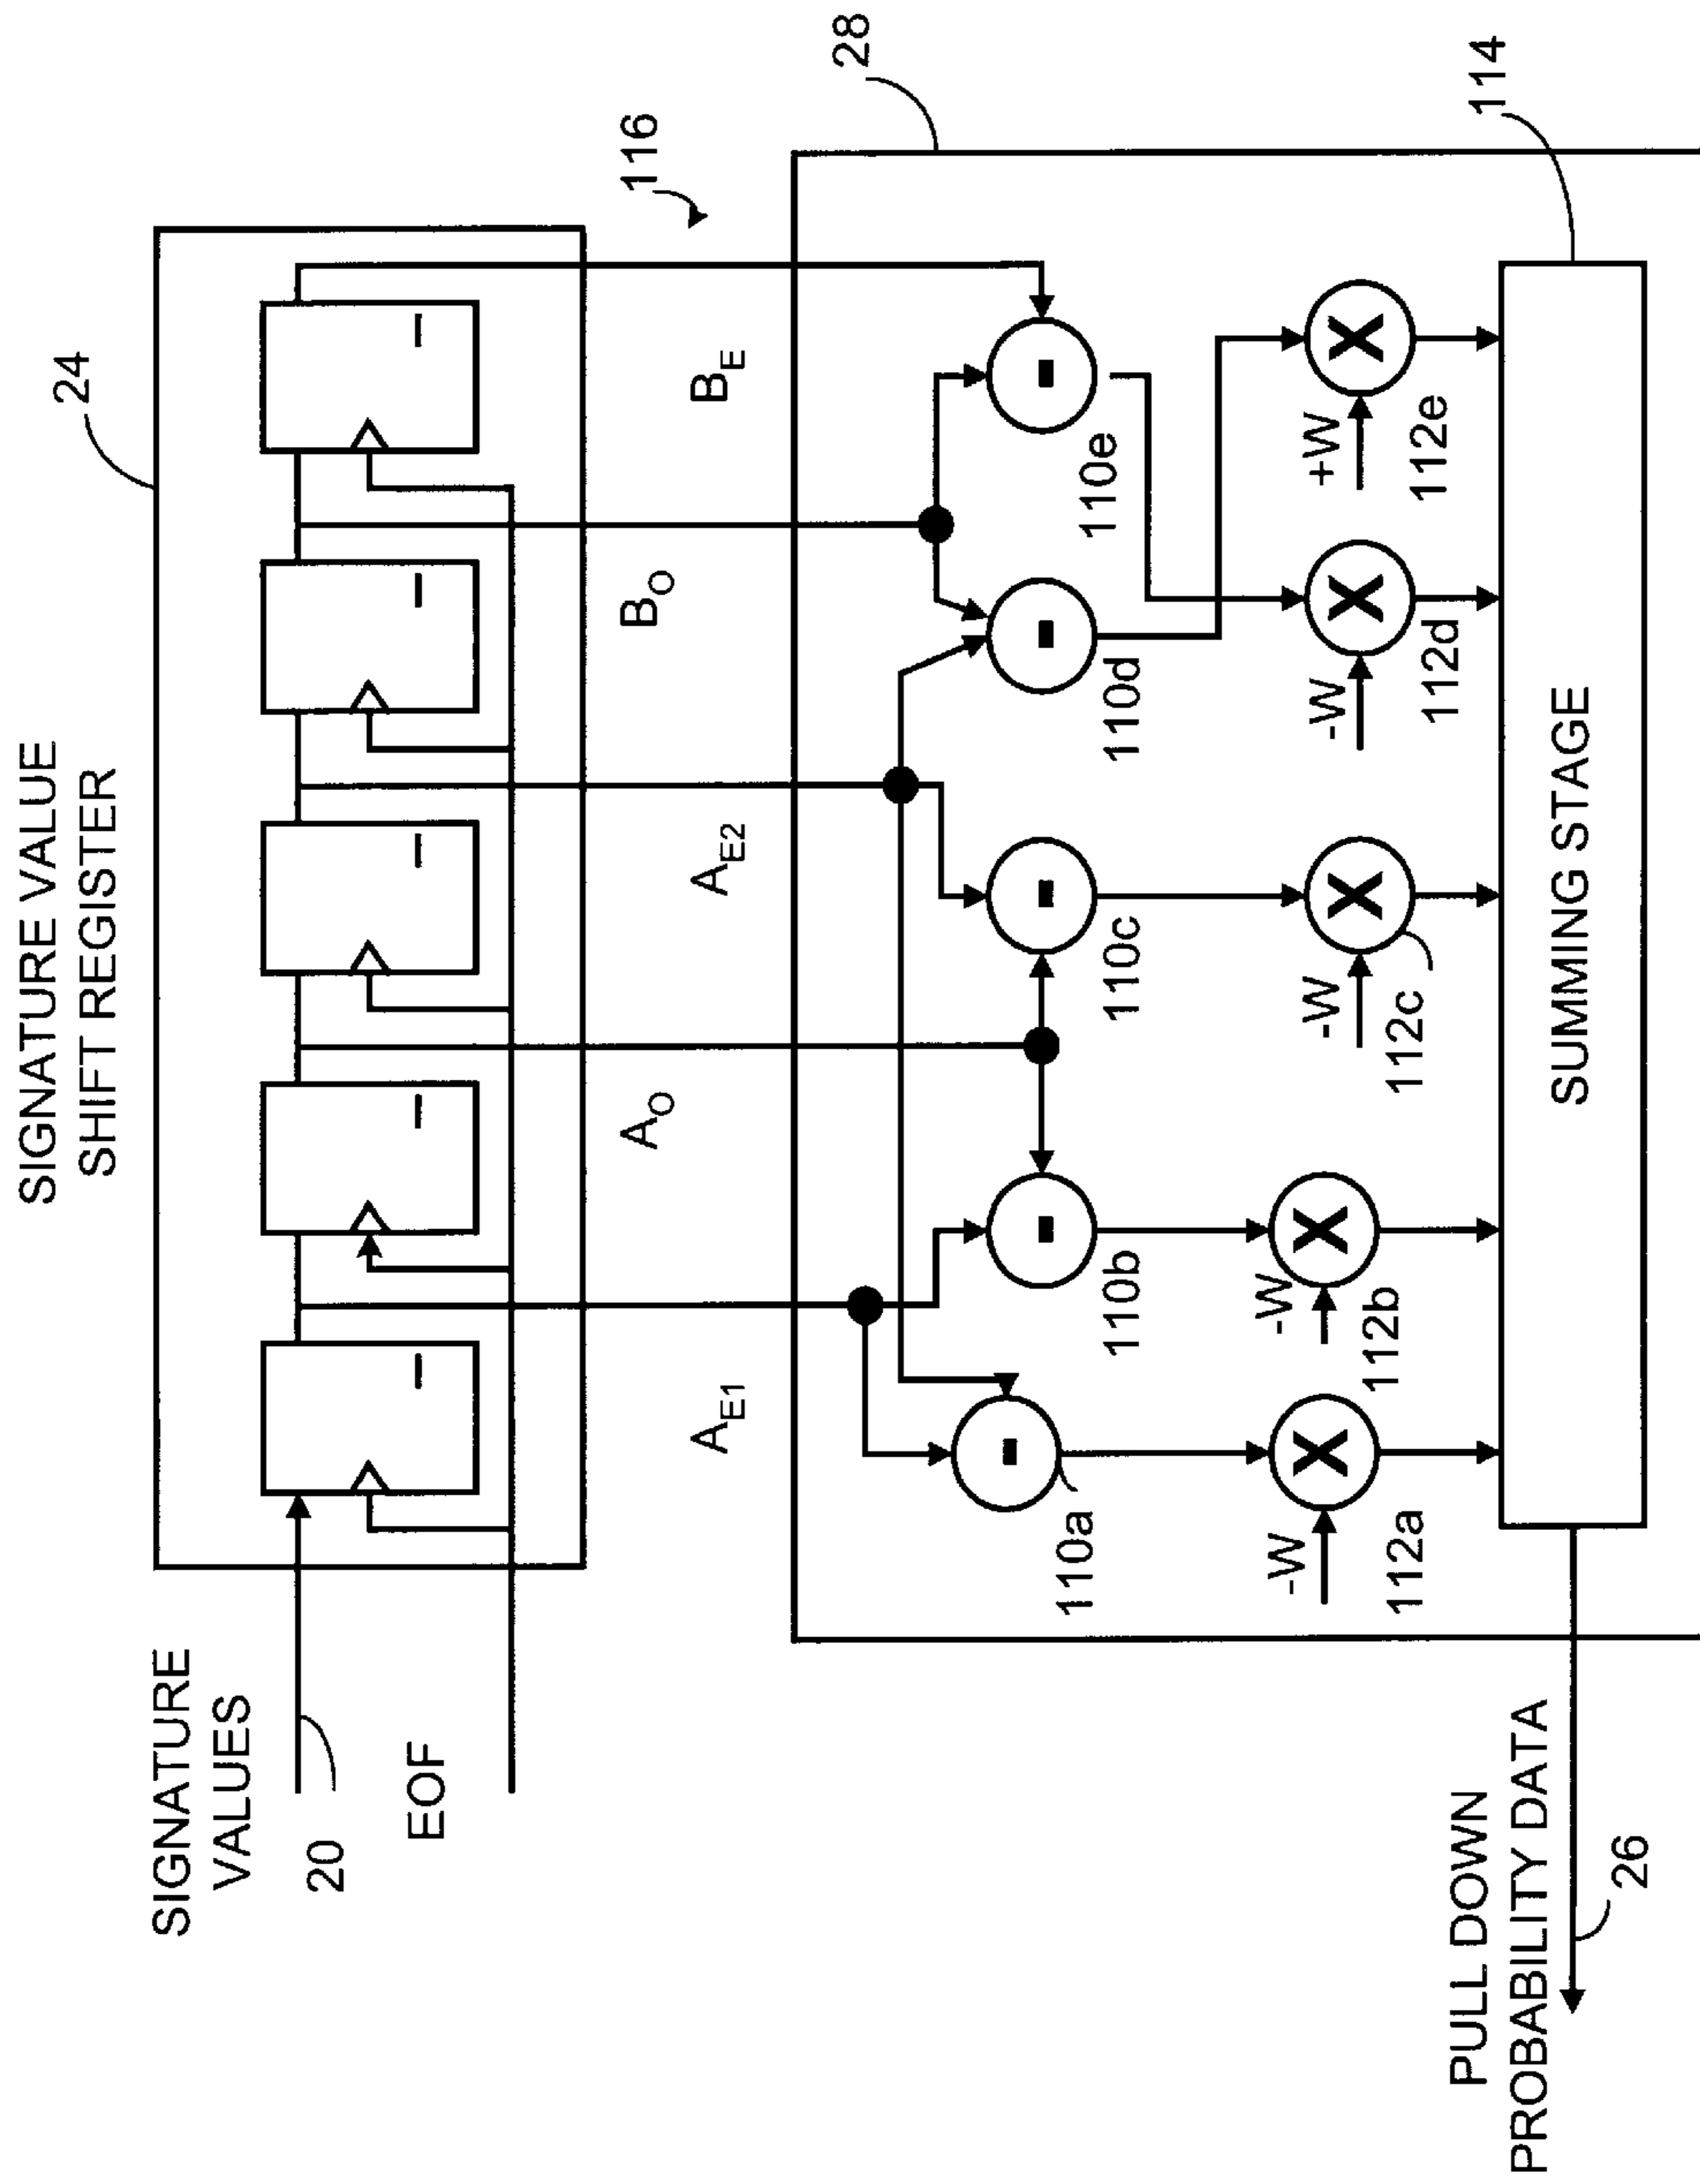 SIGNATURE VALUE
SHIFT REGISTER
24
SIGNATURE
VALUES
20
EOF
116
A_E1
A_O
A_E2
B_O
B_E
28
110a
110b
110c
110d
110e
-W
-W
-W
-W
+W
112a
112b
112c
112d
112e
SUMMING STAGE
114
PULL DOWN
PROBABILITY DATA
26